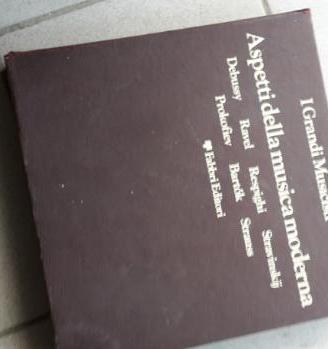 I Grandi Musicisti
Aspetti della musica moderna
Debussy Ravel Respighi Stravinskij
Prokofiev Bartók Strauss
Fabbri Editori